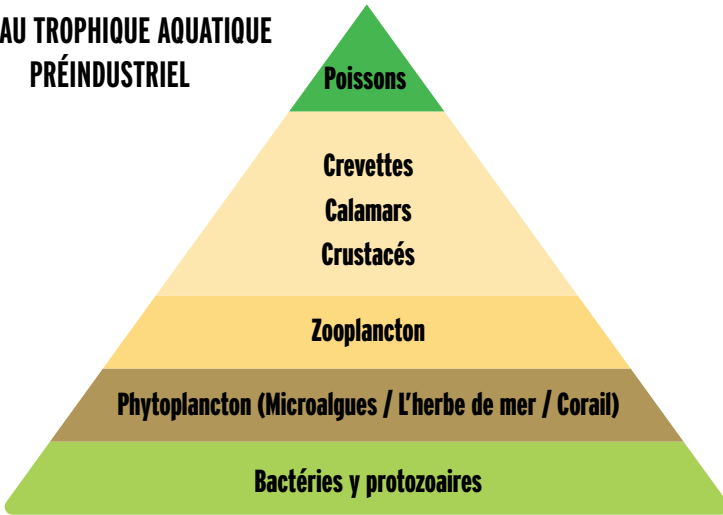 AU TROPHIQUE AQUATIQUE
PRÉINDUSTRIEL
Poissons
Crevettes
Calamars
Crustacés
Zooplancton
Phytoplancton (Microalgues / L'herbe de mer / Corail)
Bactéries y protozoaires